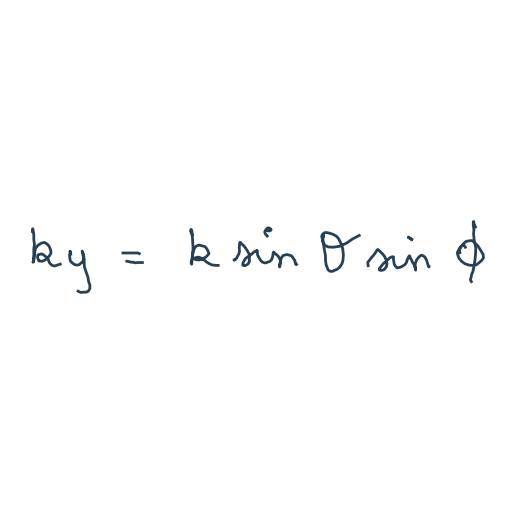 ky = k sin θ sin ϕ